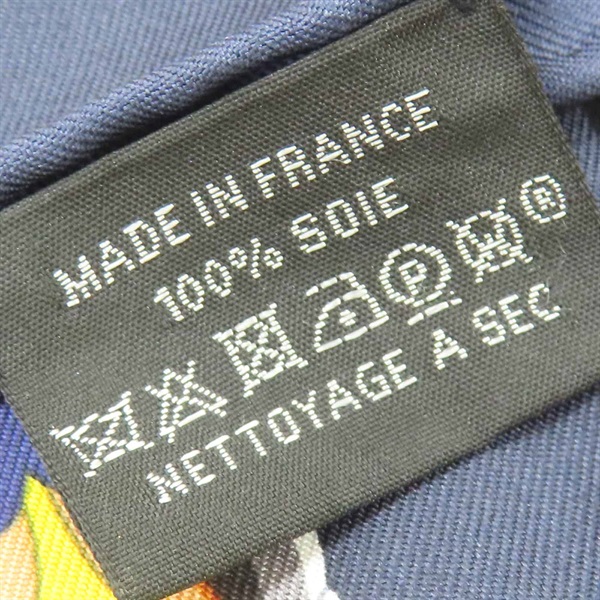 MADE IN FRANCE
100% SOIE
P ®
NETTOYAGE A SEC